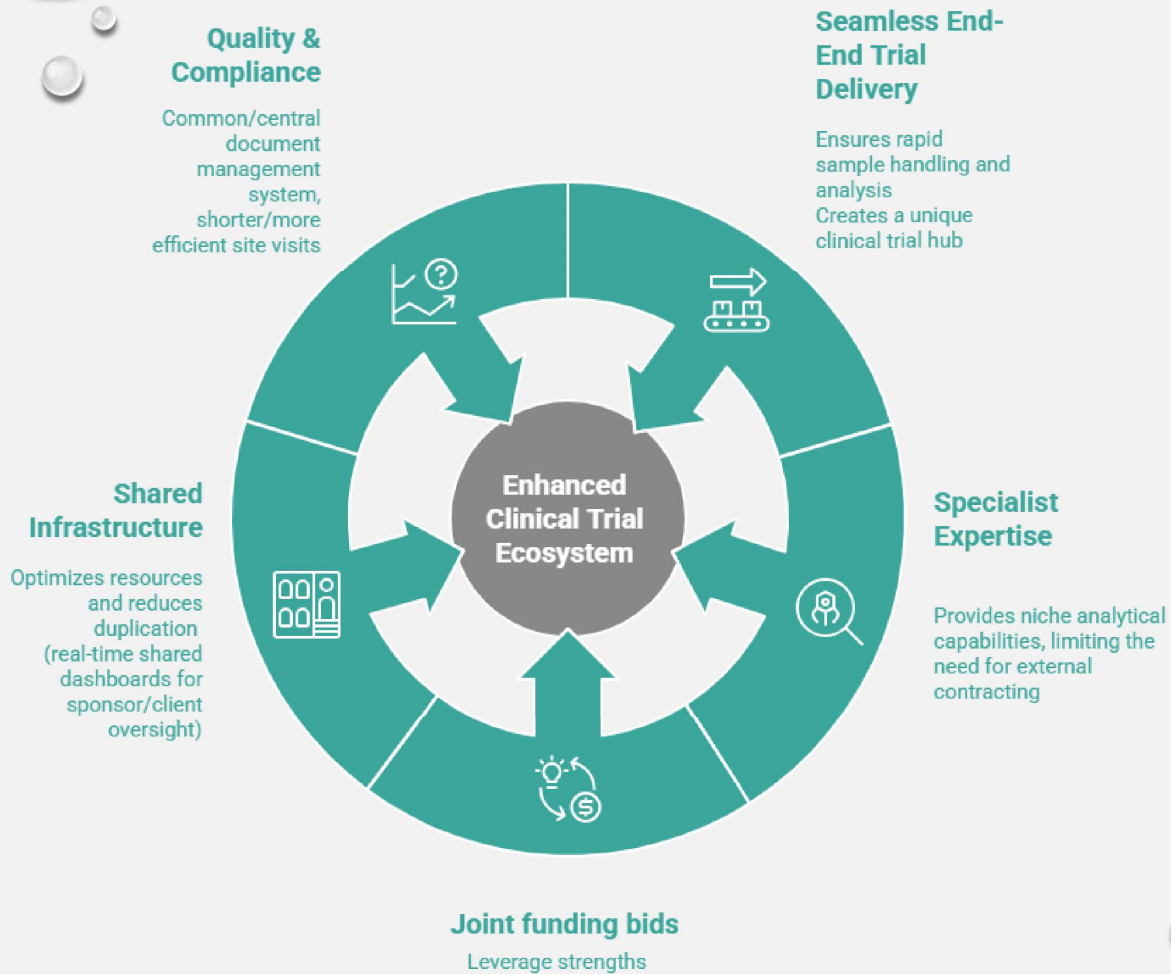 Quality &
Compliance
Common/central
document
management
system,
shorter/more
efficient site visits
Seamless End-
End Trial
Delivery
Ensures rapid
sample handling and
analysis
Creates a unique
clinical trial hub
Shared
Infrastructure
Optimizes resources
and reduces
duplication
(real-time shared
dashboards for
sponsor/client
oversight)
Enhanced
Clinical Trial
Ecosystem
Specialist
Expertise
Provides niche analytical
capabilities, limiting the
need for external
contracting
Joint funding bids
Leverage strengths